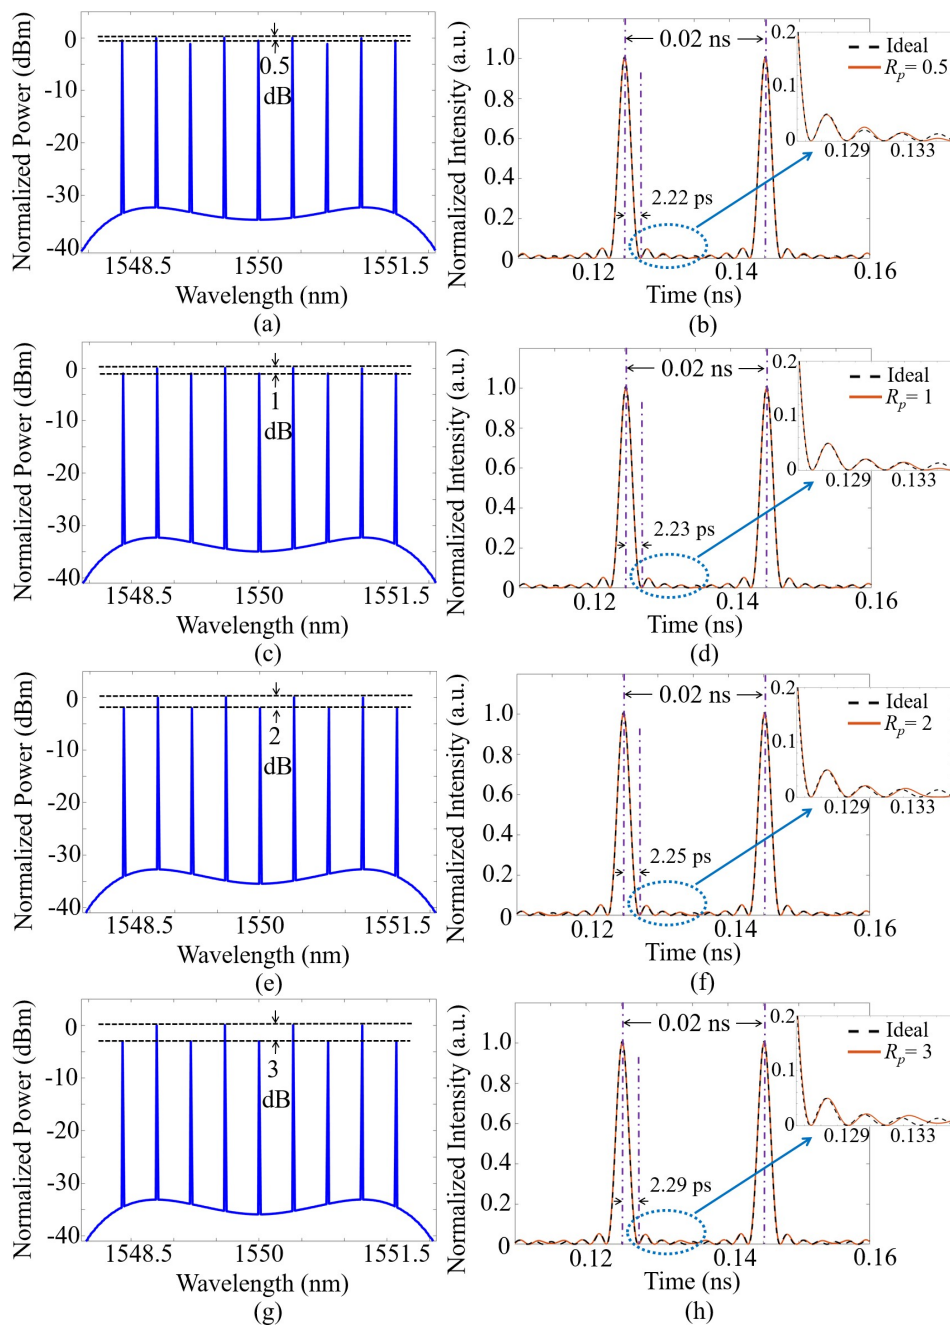 Normalized Power (dBm)
0
-10
-20
-30
-40
0.5
dB
1548.5 1550 1551.5
Wavelength (nm)
(a)
Normalized Intensity (a.u.)
1.0
0.8
0.6
0.4
0.2
0
0.02 ns
2.22 ps
0.2
0.1
0
0.129 0.133
Ideal
Rp= 0.5
0.12 0.14 0.16
Time (ns)
(b)
Normalized Power (dBm)
0
-10
-20
-30
-40
1
dB
1548.5 1550 1551.5
Wavelength (nm)
(c)
Normalized Intensity (a.u.)
1.0
0.8
0.6
0.4
0.2
0
0.02 ns
2.23 ps
0.2
0.1
0
0.129 0.133
Ideal
Rp= 1
0.12 0.14 0.16
Time (ns)
(d)
Normalized Power (dBm)
0
-10
-20
-30
-40
2
dB
1548.5 1550 1551.5
Wavelength (nm)
(e)
Normalized Intensity (a.u.)
1.0
0.8
0.6
0.4
0.2
0
0.02 ns
2.25 ps
0.2
0.1
0
0.129 0.133
Ideal
Rp= 2
0.12 0.14 0.16
Time (ns)
(f)
Normalized Power (dBm)
0
-10
-20
-30
-40
3
dB
1548.5 1550 1551.5
Wavelength (nm)
(g)
Normalized Intensity (a.u.)
1.0
0.8
0.6
0.4
0.2
0
0.02 ns
2.29 ps
0.2
0.1
0
0.129 0.133
Ideal
Rp= 3
0.12 0.14 0.16
Time (ns)
(h)